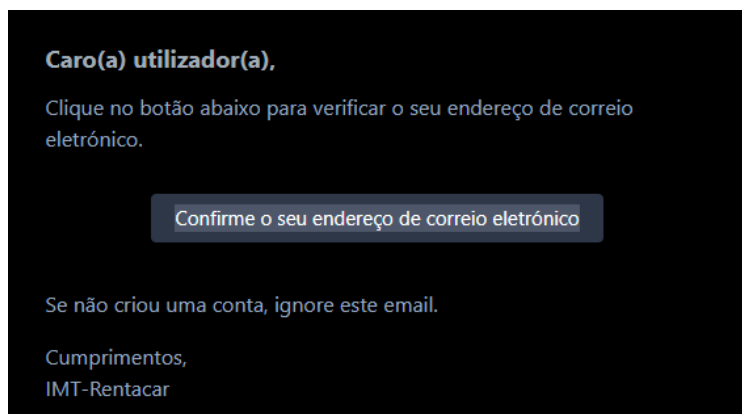 Caro(a) utilizador(a),
Clique no botão abaixo para verificar o seu endereço de correio
eletrónico.
Confirme o seu endereço de correio eletrónico
Se não criou uma conta, ignore este email.
Cumprimentos,
IMT-Rentacar